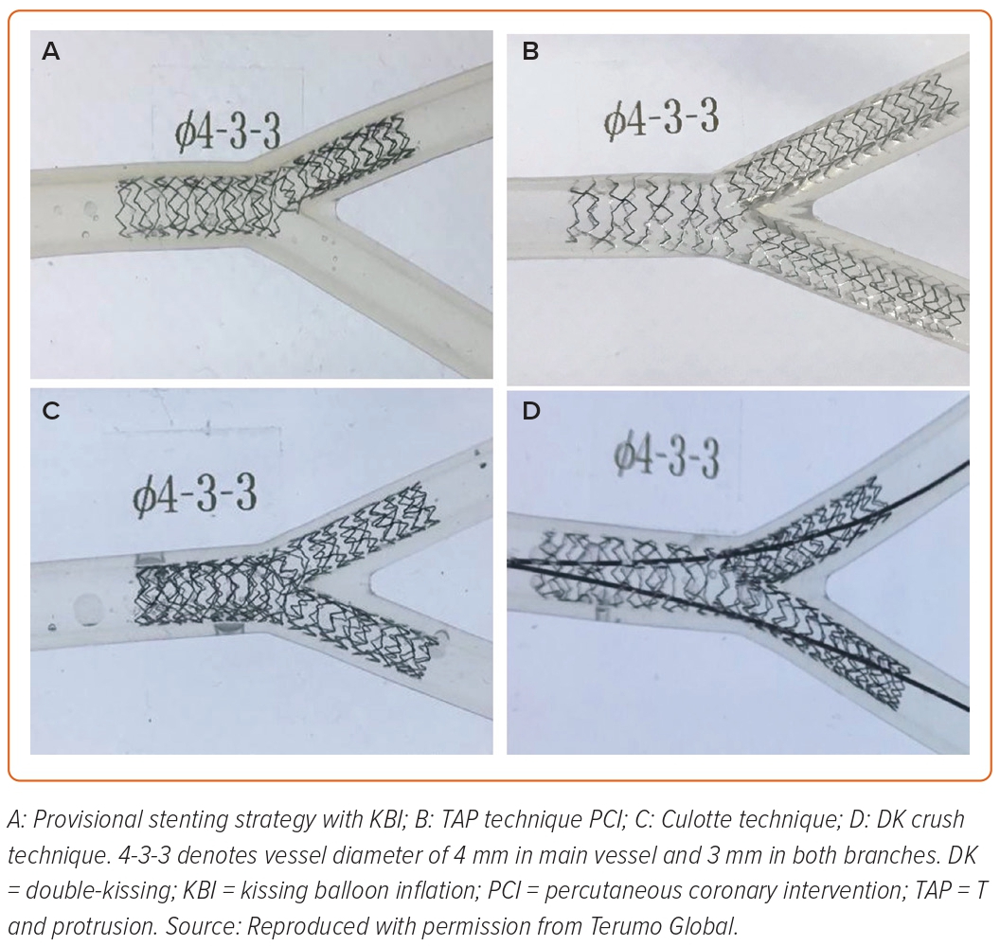 A
ϕ4-3-3
B
ϕ4-3-3
C
ϕ4-3-3
D
ϕ4-3-3
A: Provisional stenting strategy with KBI; B: TAP technique PCI; C: Culotte technique; D: DK crush
technique. 4-3-3 denotes vessel diameter of 4 mm in main vessel and 3 mm in both branches. DK
= double-kissing; KBI = kissing balloon inflation; PCI = percutaneous coronary intervention; TAP = T
and protrusion. Source: Reproduced with permission from Terumo Global.